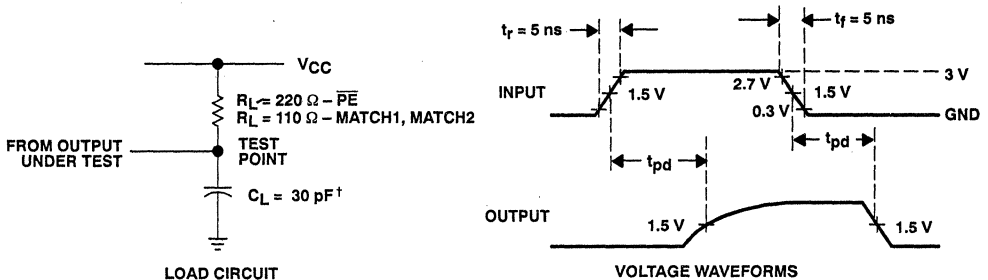 VCC
RL = 220 Ω – PE
RL = 110 Ω – MATCH1, MATCH2
FROM OUTPUT
UNDER TEST
TEST
POINT
CL = 30 pF†
LOAD CIRCUIT
tr = 5 ns
tf = 5 ns
INPUT
1.5 V
2.7 V
0.3 V
1.5 V
3 V
GND
tpd
tpd
OUTPUT
1.5 V
1.5 V
VOLTAGE WAVEFORMS